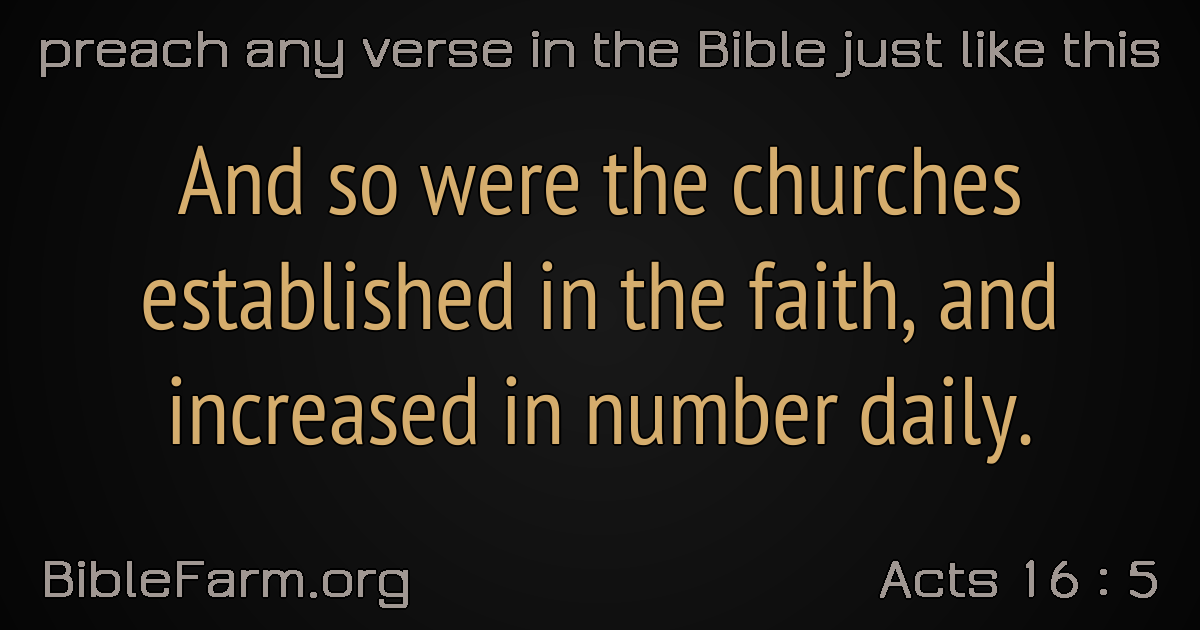 preach any verse in the Bible just like this
And so were the churches
established in the faith, and
increased in number daily.
BibleFarm.org
Acts 16 : 5